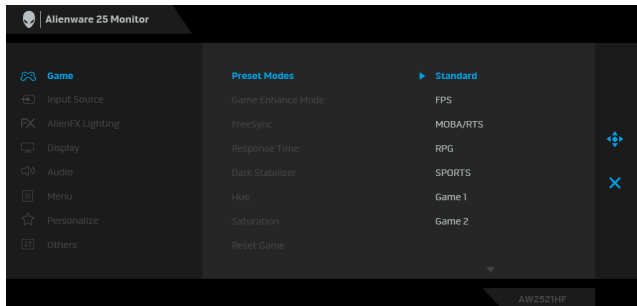 Alienware 25 Monitor
Game
Preset Modes
Standard
Input Source
Game Enhance Mode
FPS
FX
AlienFX Lighting
FreeSync
MOBA/RTS
Display
Response Time
RPG
Audio
Dark Stabilizer
SPORTS
Menu
Hue
Game 1
Personalize
Saturation
Game 2
Others
Reset Game
AW2521HF